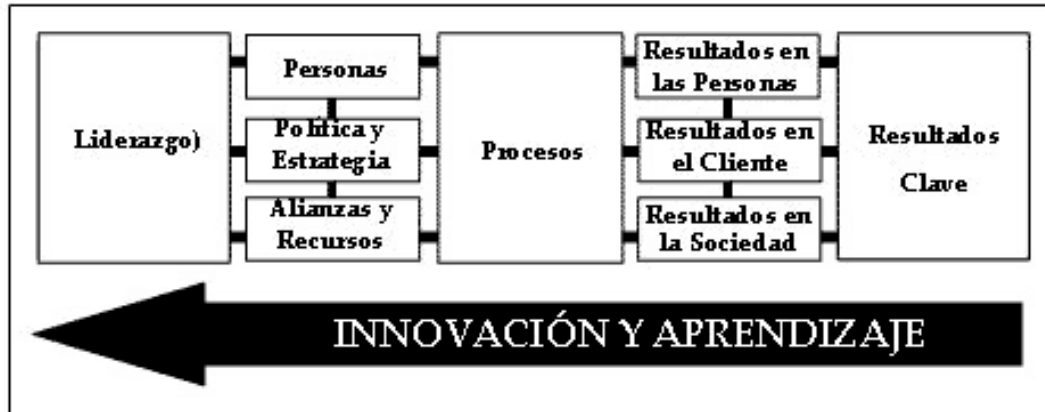 Liderazgo)
Personas
Política y
Estrategia
Alianzas y
Recursos
Procesos
Resultados en
las Personas
Resultados en
el Cliente
Resultados en
la Sociedad
Resultados
Clave
INNOVACIÓN Y APRENDIZAJE